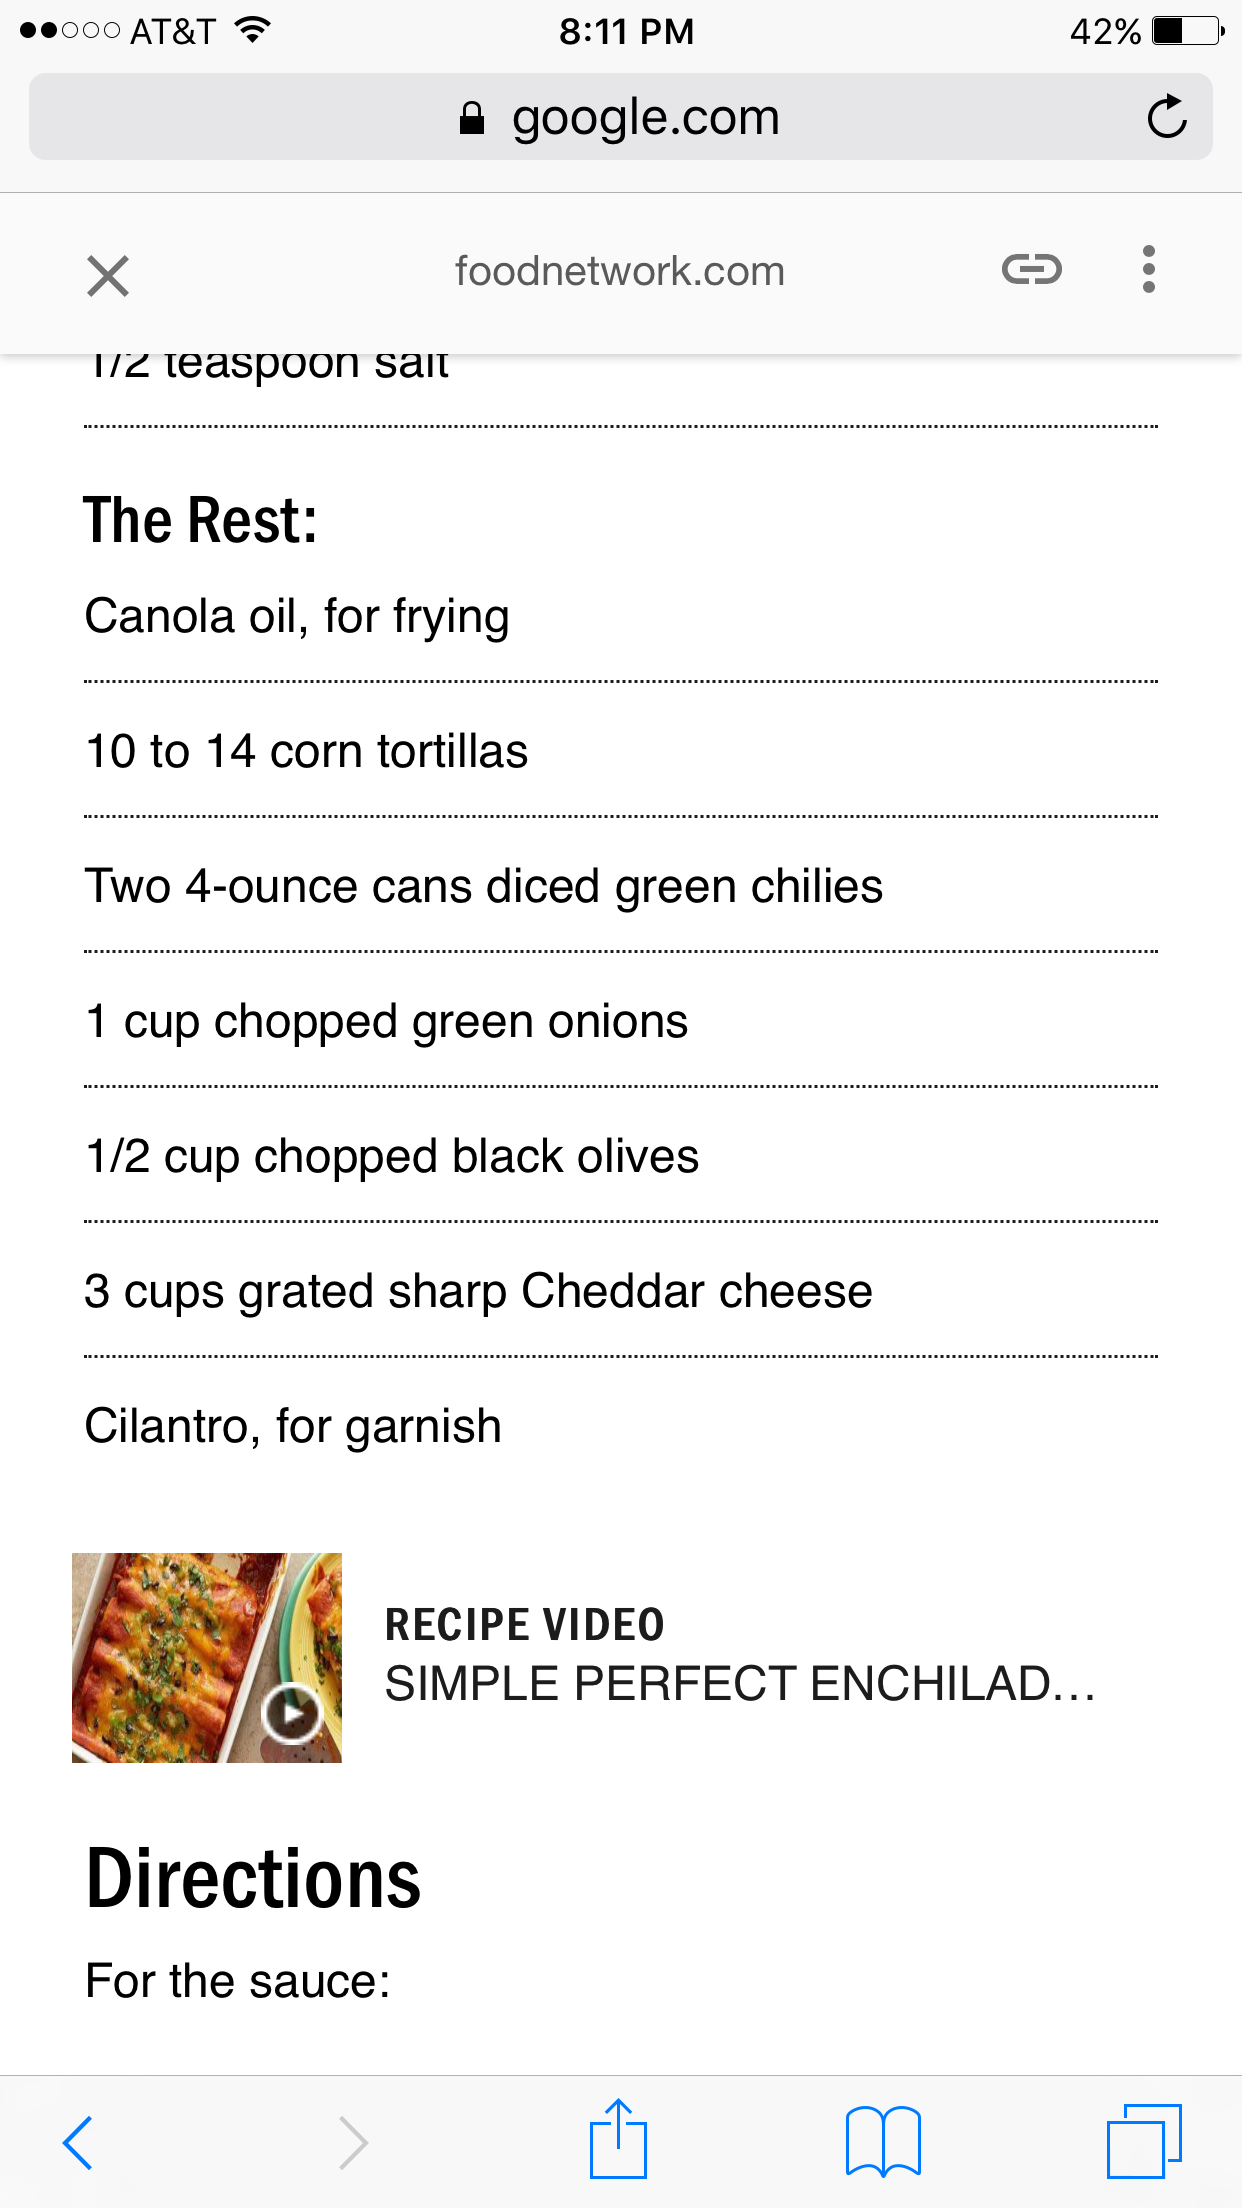 AT&T 8:11 PM 42%
google.com
foodnetwork.com
1/2 teaspoon salt
The Rest:
Canola oil, for frying
10 to 14 corn tortillas
Two 4-ounce cans diced green chilies
1 cup chopped green onions
1/2 cup chopped black olives
3 cups grated sharp Cheddar cheese
Cilantro, for garnish
RECIPE VIDEO
SIMPLE PERFECT ENCHILAD...
Directions
For the sauce: